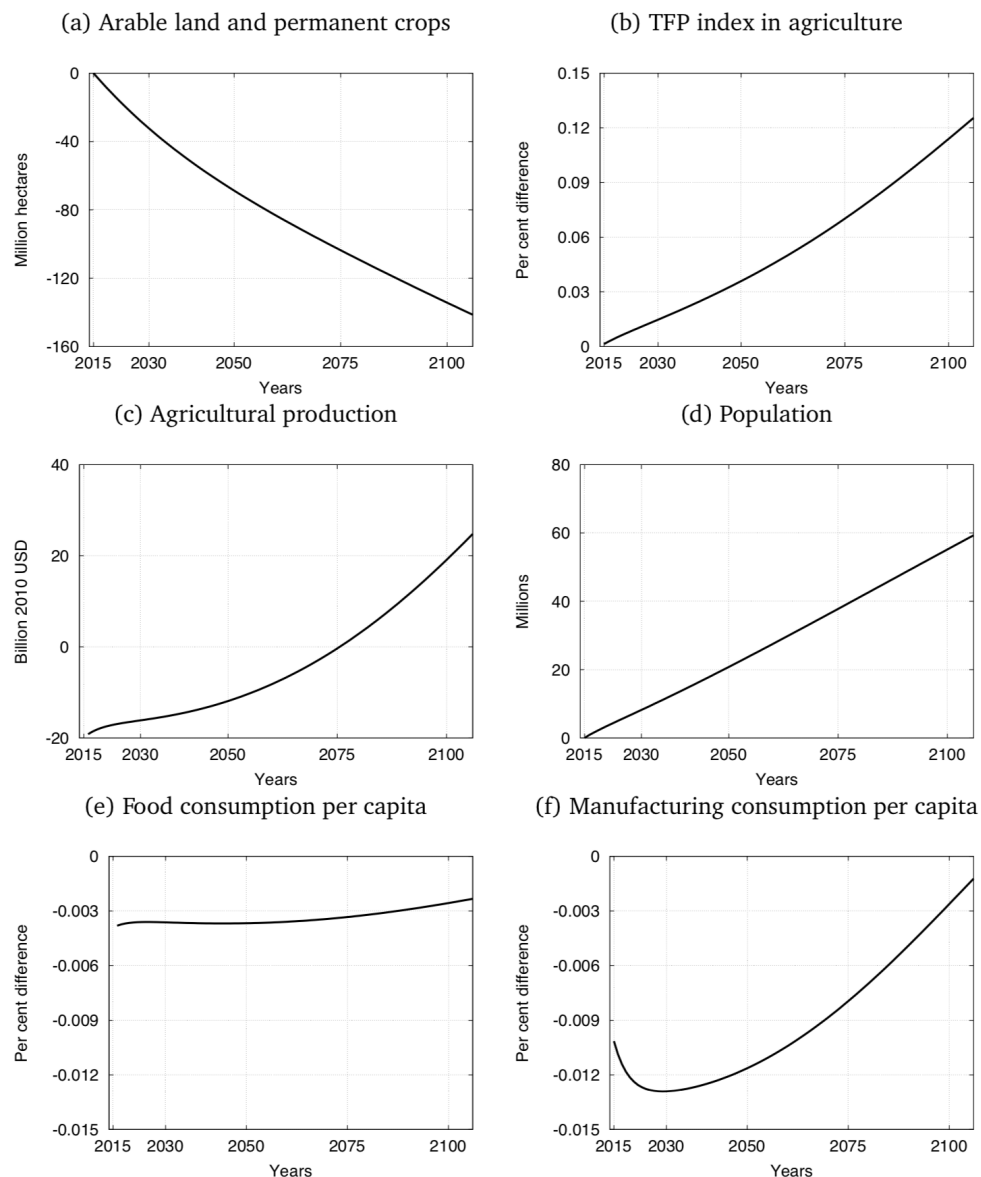 (a) Arable land and permanent crops
Million hectares
0
-40
-80
-120
-160
2015 2030 2050 2075 2100
Years
(b) TFP index in agriculture
Per cent difference
0.15
0.12
0.09
0.06
0.03
0
2015 2030 2050 2075 2100
Years
(c) Agricultural production
Billion 2010 USD
40
20
0
-20
2015 2030 2050 2075 2100
Years
(d) Population
Millions
80
60
40
20
0
2015 2030 2050 2075 2100
Years
(e) Food consumption per capita
Per cent difference
0
-0.003
-0.006
-0.009
-0.012
-0.015
2015 2030 2050 2075 2100
Years
(f) Manufacturing consumption per capita
Per cent difference
0
-0.003
-0.006
-0.009
-0.012
-0.015
2015 2030 2050 2075 2100
Years